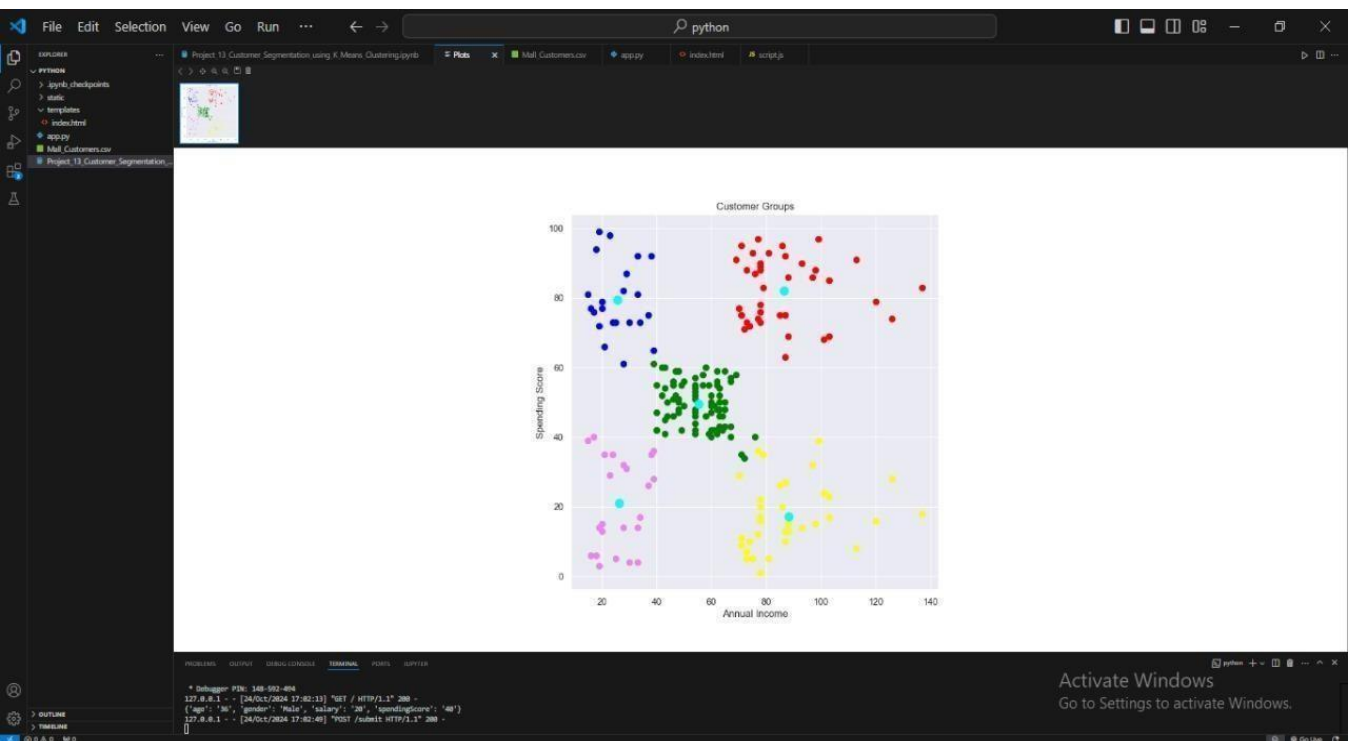 File Edit Selection View Go Run ... python
EXPLORER ...
PYTHON
.ipynb_checkpoints
static
templates
index.html
app.py
Mall_Customers.csv
Project_13_Customer_Segmentation_...
OUTLINE
TIMELINE
Project_13_Customer_Segmentation_using_K_Means_Clustering.ipynb Plots Mall_Customers.csv app.py index.html JS script.js
Customer Groups
100
80
60
40
20
0
Spending Score
20 40 60 80 100 120 140
Annual Income
PROBLEMS OUTPUT DEBUG CONSOLE TERMINAL PORTS JUPYTER
python
* Debugger PIN: 148-592-494
127.0.0.1 - - [24/Oct/2024 17:02:13] "GET / HTTP/1.1" 200 -
{'age': '36', 'gender': 'Male', 'salary': '20', 'spendingScore': '40'}
127.0.0.1 - - [24/Oct/2024 17:02:49] "POST /submit HTTP/1.1" 200 -
Activate Windows
Go to Settings to activate Windows.
Go Live